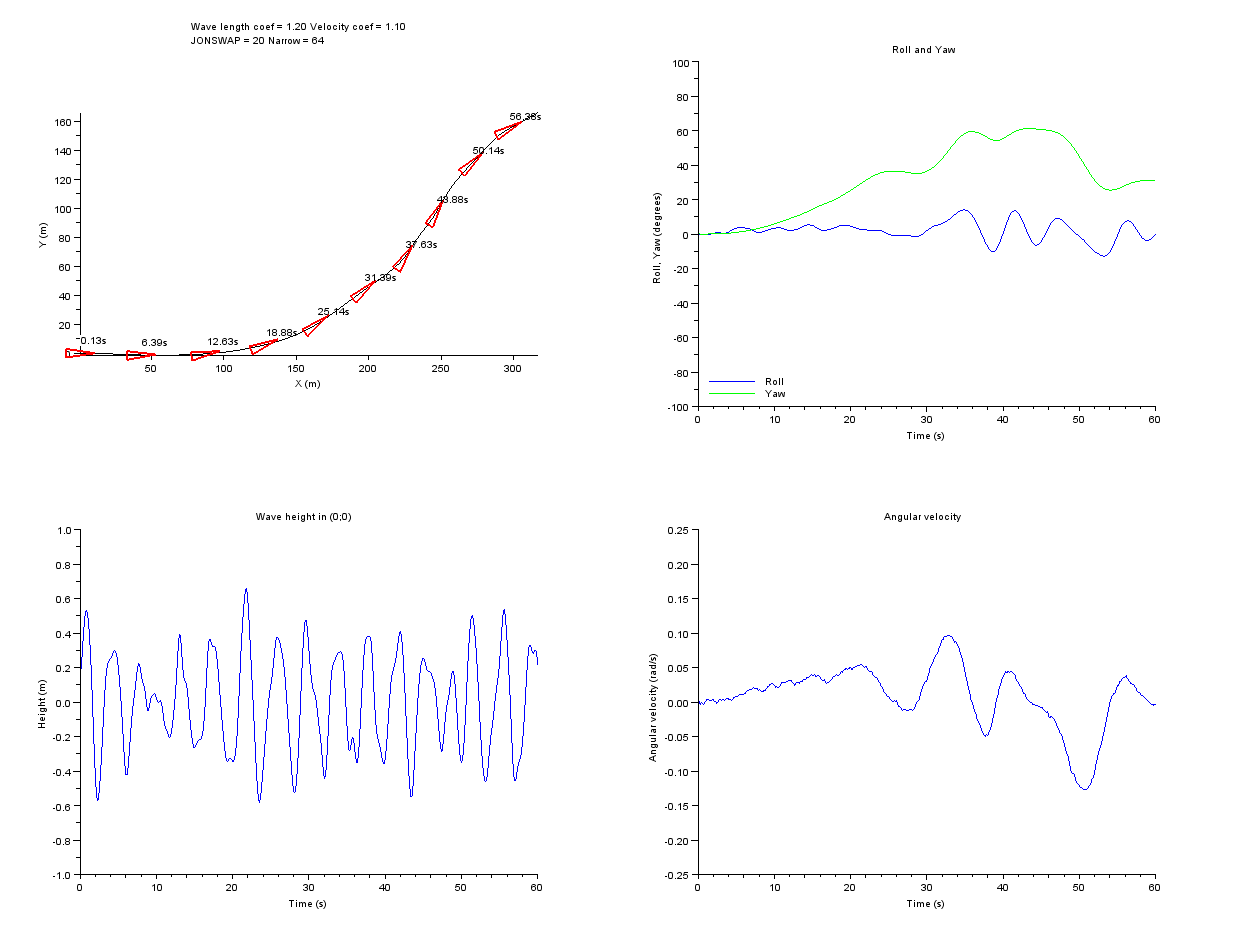 Wave length coef = 1.20 Velocity coef = 1.10
JONSWAP = 20 Narrow = 64
160
140
120
100
80
60
40
20
Y (m)
-0.13s
6.39s
12.63s
18.88s
25.14s
31.39s
37.63s
43.88s
50.14s
56.38s
50
100
150
200
250
300
X (m)
Roll and Yaw
100
80
60
40
20
0
-20
-40
-60
-80
-100
Roll, Yaw (degrees)
Roll
Yaw
0
10
20
30
40
50
60
Time (s)
Wave height in (0;0)
1.0
0.8
0.6
0.4
0.2
0.0
-0.2
-0.4
-0.6
-0.8
-1.0
Height (m)
0
10
20
30
40
50
60
Time (s)
Angular velocity
0.25
0.20
0.15
0.10
0.05
0.00
-0.05
-0.10
-0.15
-0.20
-0.25
Angular velocity (rad/s)
0
10
20
30
40
50
60
Time (s)